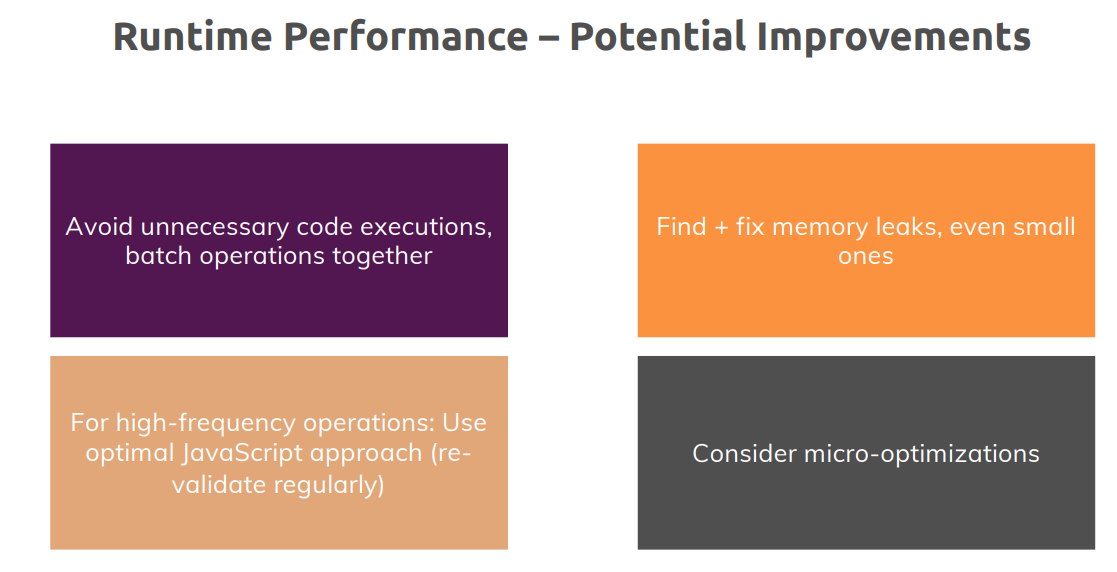 Runtime Performance – Potential Improvements
Avoid unnecessary code executions,
batch operations together
Find + fix memory leaks, even small
ones
For high-frequency operations: Use
optimal JavaScript approach (re-
validate regularly)
Consider micro-optimizations